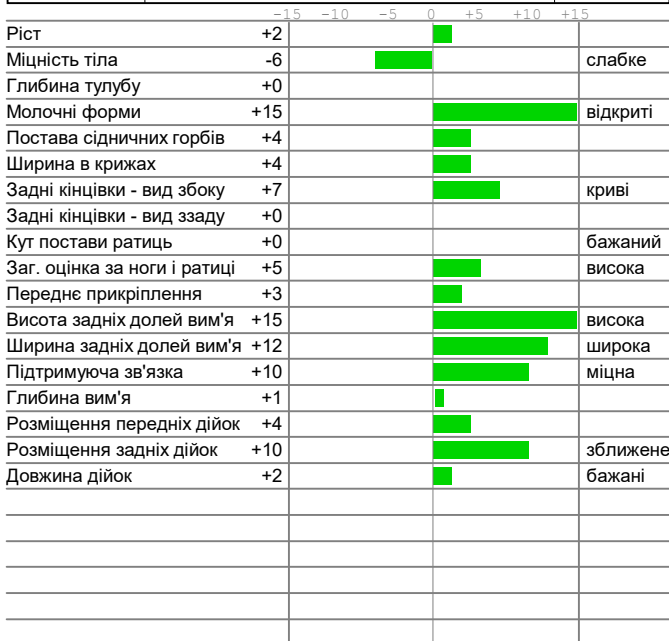 -15 -10 -5 0 +5 +10 +15
Ріст +2
Міцність тіла -6 слабке
Глибина тулубу +0
Молочні форми +15 відкриті
Постава сідничних горбів +4
Ширина в крижах +4
Задні кінцівки - вид збоку +7 криві
Задні кінцівки - вид ззаду +0
Кут постави ратиць +0 бажаний
Заг. оцінка за ноги і ратиці +5 висока
Переднє прикріплення +3
Висота задніх долей вим'я +15 висока
Ширина задніх долей вим'я +12 широка
Підтримуюча зв'язка +10 міцна
Глибина вим'я +1
Розміщення передніх дійок +4
Розміщення задніх дійок +10 зближене
Довжина дійок +2 бажані